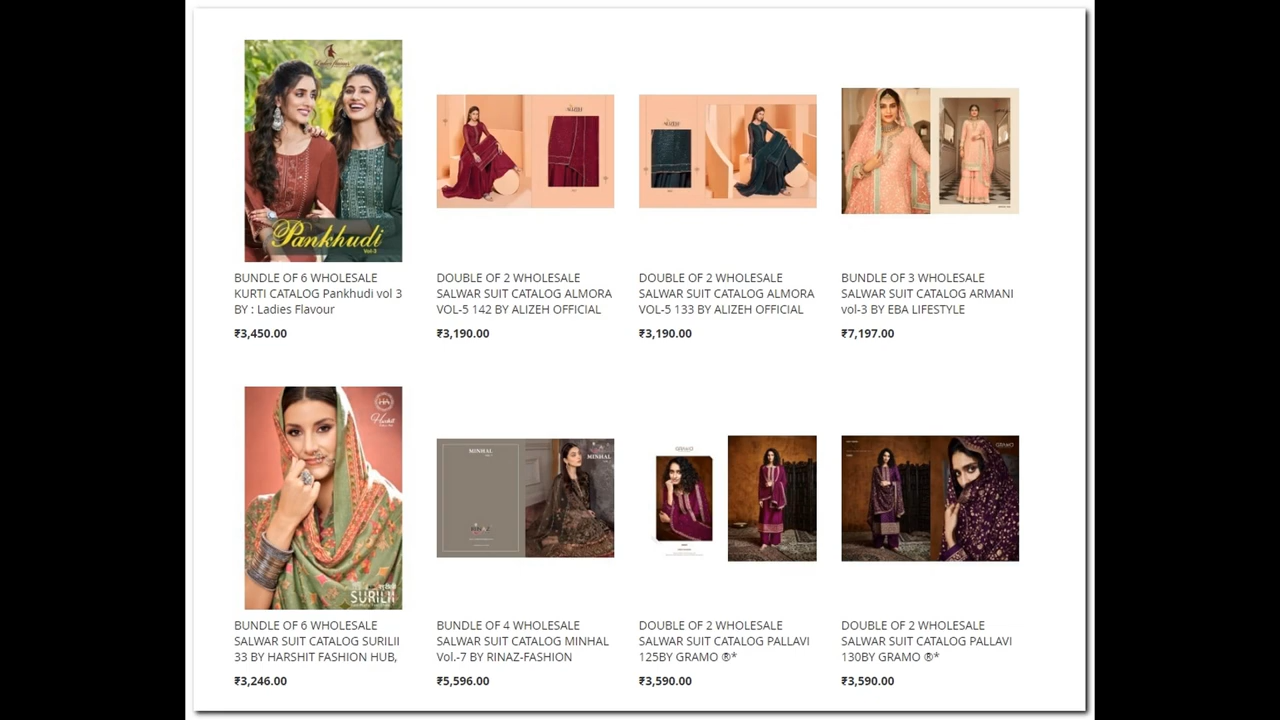 Pankhudi
Vol-3
BUNDLE OF 6 WHOLESALE
KURTI CATALOG Pankhudi vol 3
BY : Ladies Flavour
₹3,450.00
DOUBLE OF 2 WHOLESALE
SALWAR SUIT CATALOG ALMORA
VOL-5 142 BY ALIZEH OFFICIAL
₹3,190.00
DOUBLE OF 2 WHOLESALE
SALWAR SUIT CATALOG ALMORA
VOL-5 133 BY ALIZEH OFFICIAL
₹3,190.00
BUNDLE OF 3 WHOLESALE
SALWAR SUIT CATALOG ARMANI
vol-3 BY EBA LIFESTYLE
₹7,197.00
HA
SURILII
MINHAL
MINHAL
GRAMO
GRAMO
BUNDLE OF 6 WHOLESALE
SALWAR SUIT CATALOG SURILII
33 BY HARSHIT FASHION HUB,
₹3,246.00
BUNDLE OF 4 WHOLESALE
SALWAR SUIT CATALOG MINHAL
Vol.-7 BY RINAZ-FASHION
₹5,596.00
DOUBLE OF 2 WHOLESALE
SALWAR SUIT CATALOG PALLAVI
125BY GRAMO ®*
₹3,590.00
DOUBLE OF 2 WHOLESALE
SALWAR SUIT CATALOG PALLAVI
130BY GRAMO ®*
₹3,590.00